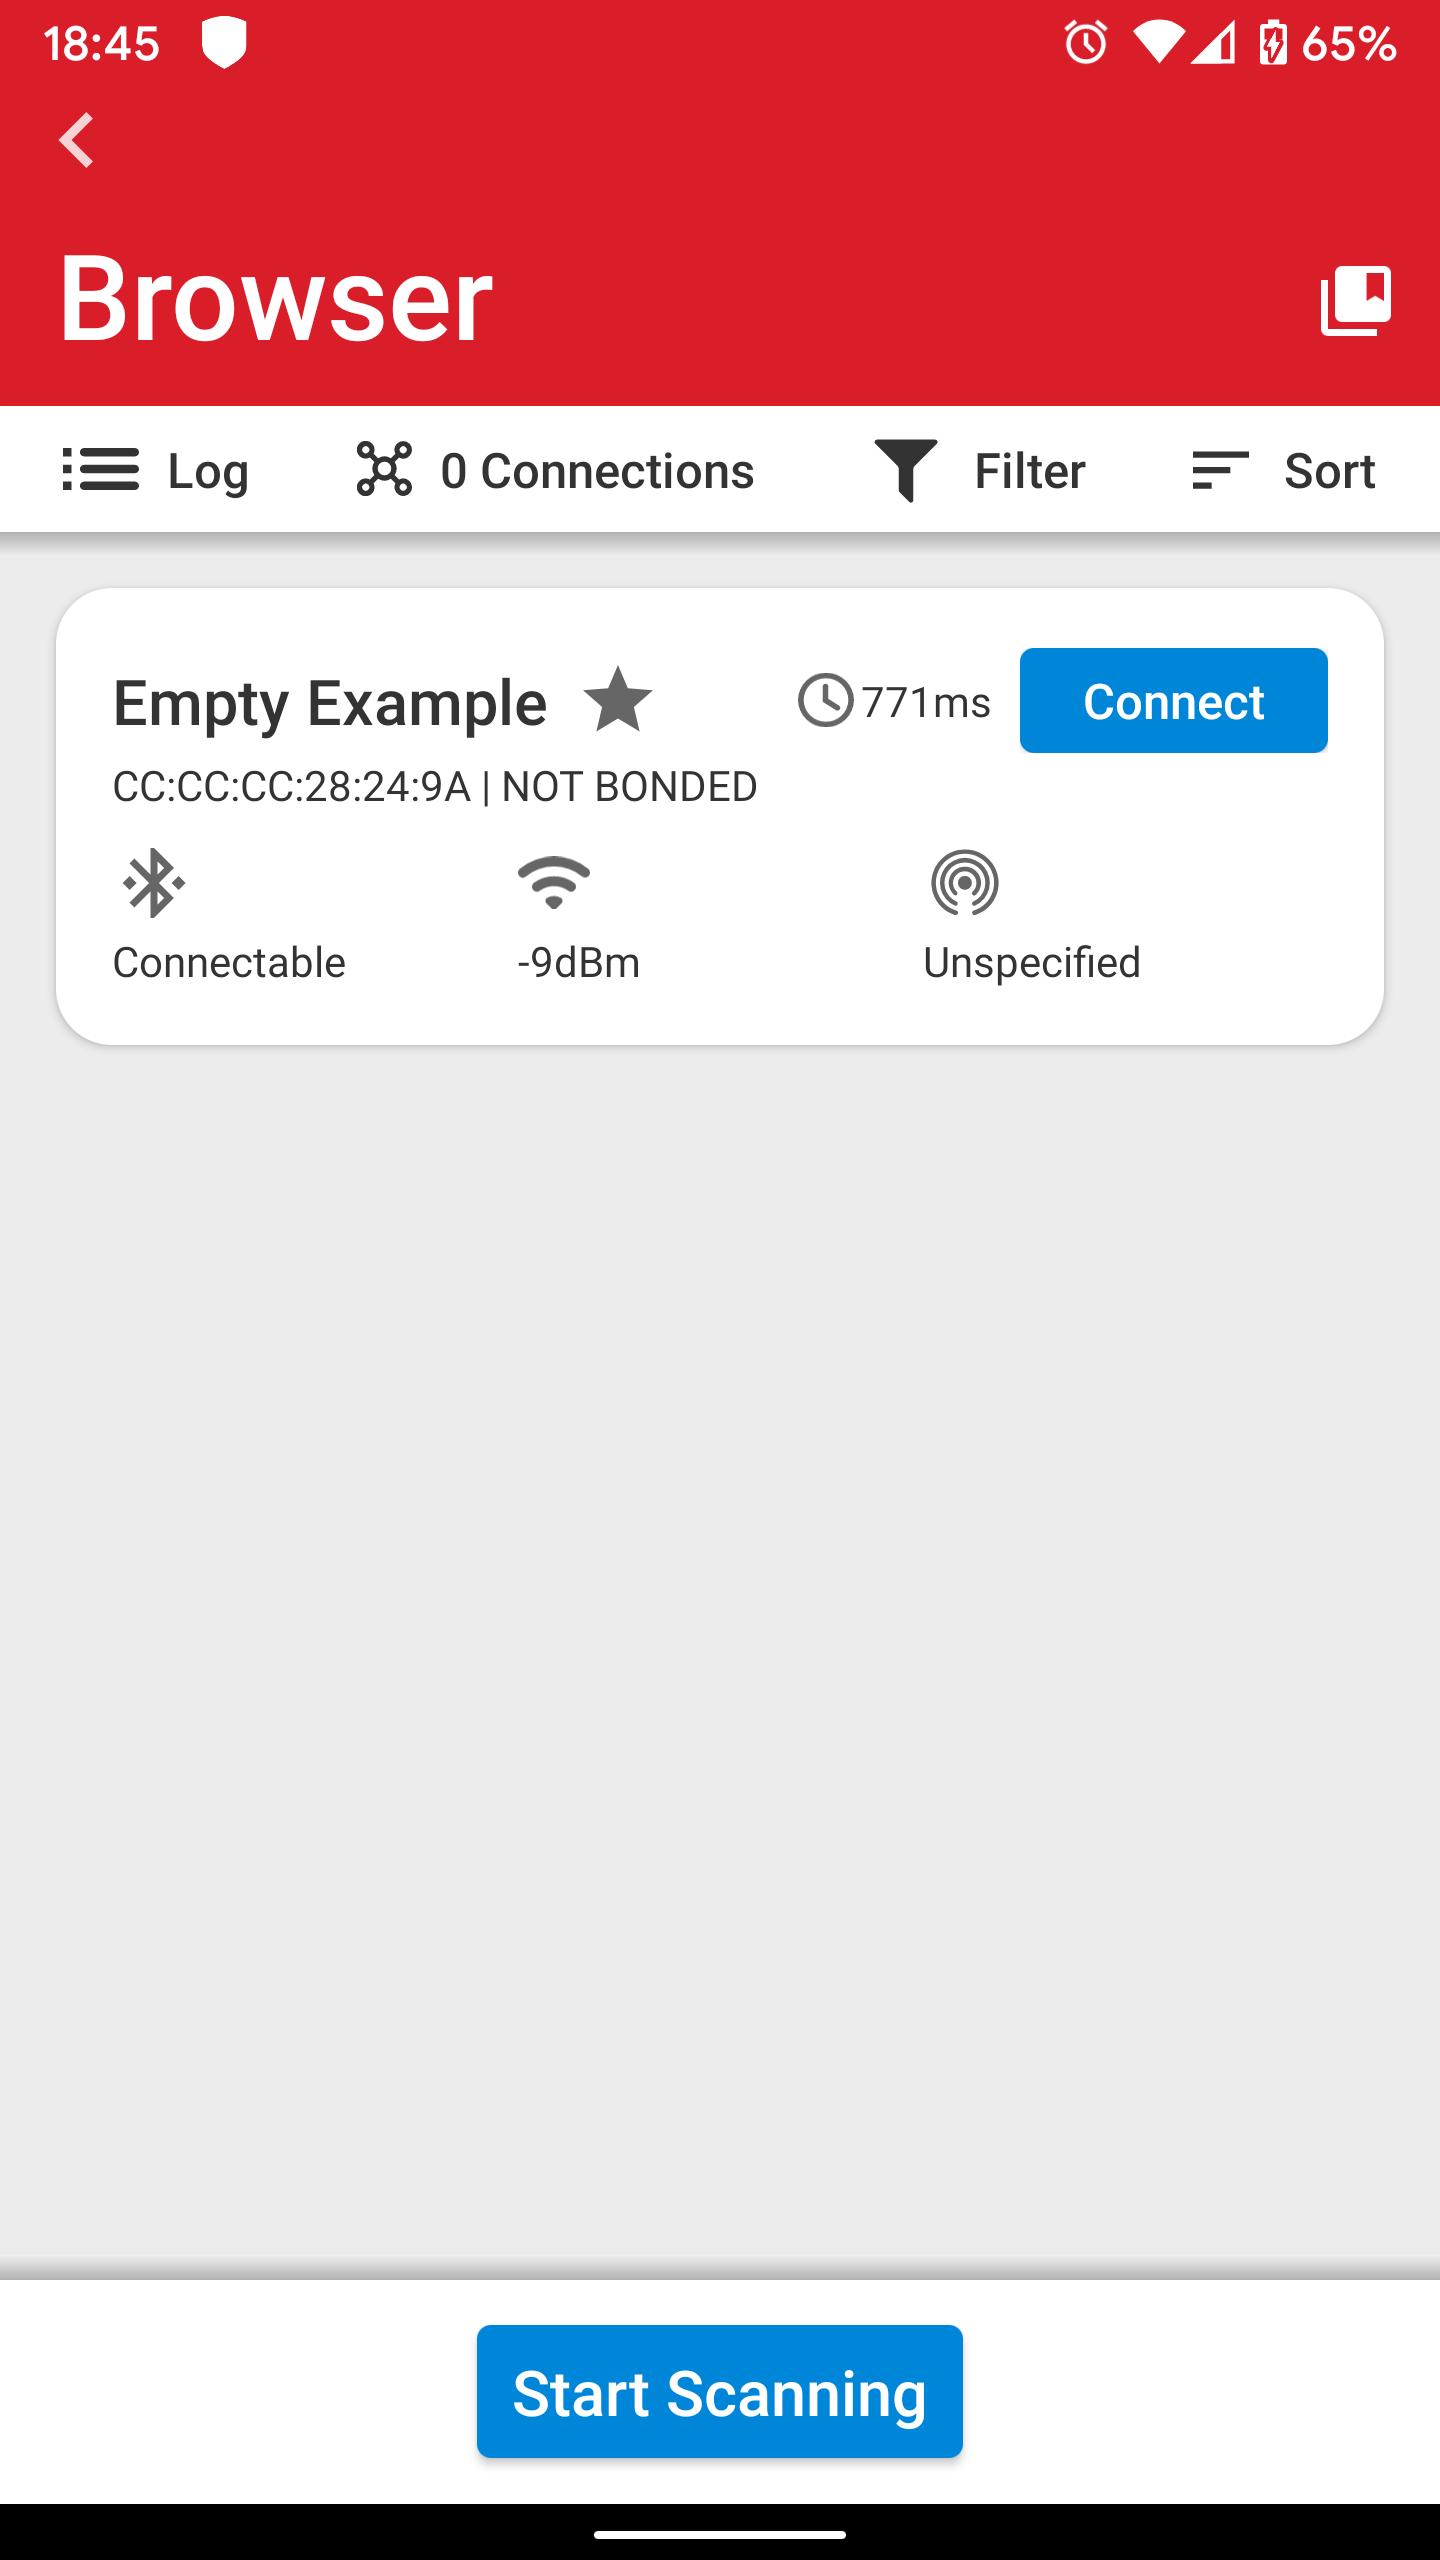 18:45 65%
Browser
Log 0 Connections Filter Sort
Empty Example 771ms Connect
CC:CC:CC:28:24:9A | NOT BONDED
Connectable -9dBm Unspecified
Start Scanning